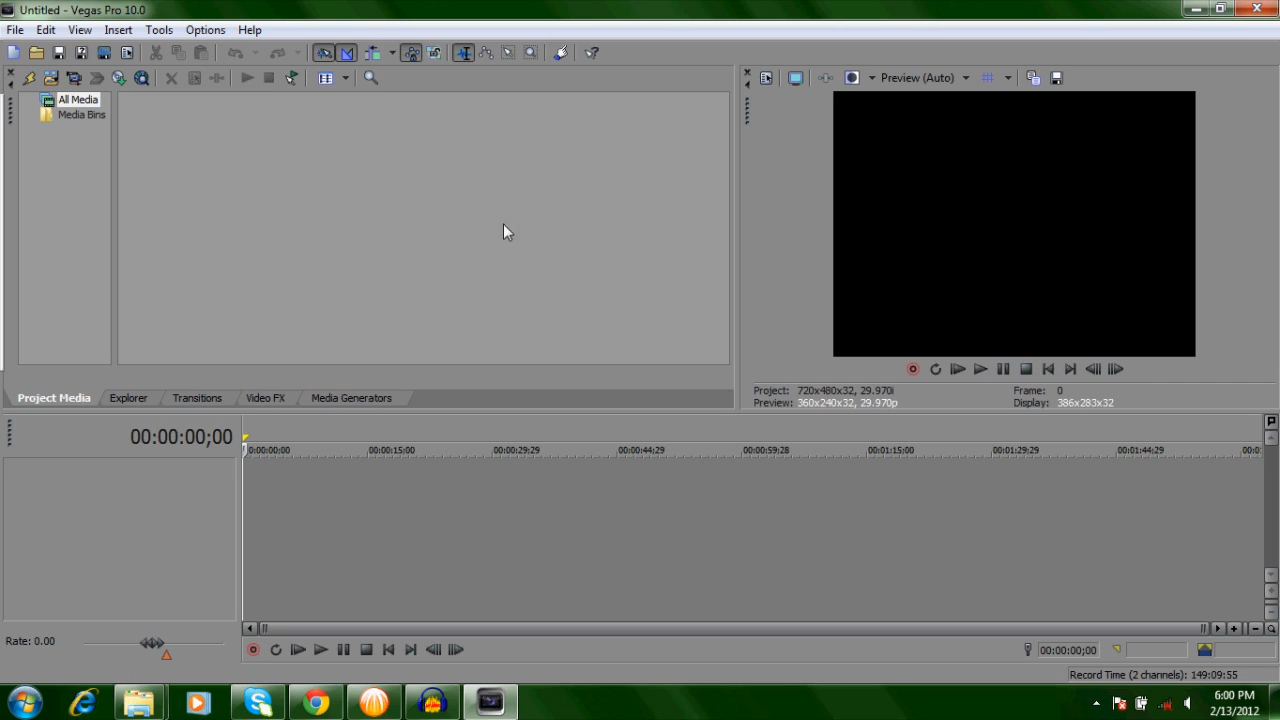 Untitled - Vegas Pro 10.0
File Edit View Insert Tools Options Help
Preview (Auto)
All Media
Media Bins
Project Media Explorer Transitions Video FX Media Generators
Project: 720x480x32, 29.970i Frame: 0
Preview: 360x240x32, 29.970p Display: 386x283x32
00:00:00;00
0:00:00;00 00:00:15;00 00:00:29;29 00:00:44;29 00:00:59;28 00:01:15;00 00:01:29;29 00:01:44;29
Rate: 0.00
00:00:00;00
Record Time (2 channels): 149:09:55
6:00 PM
2/13/2012